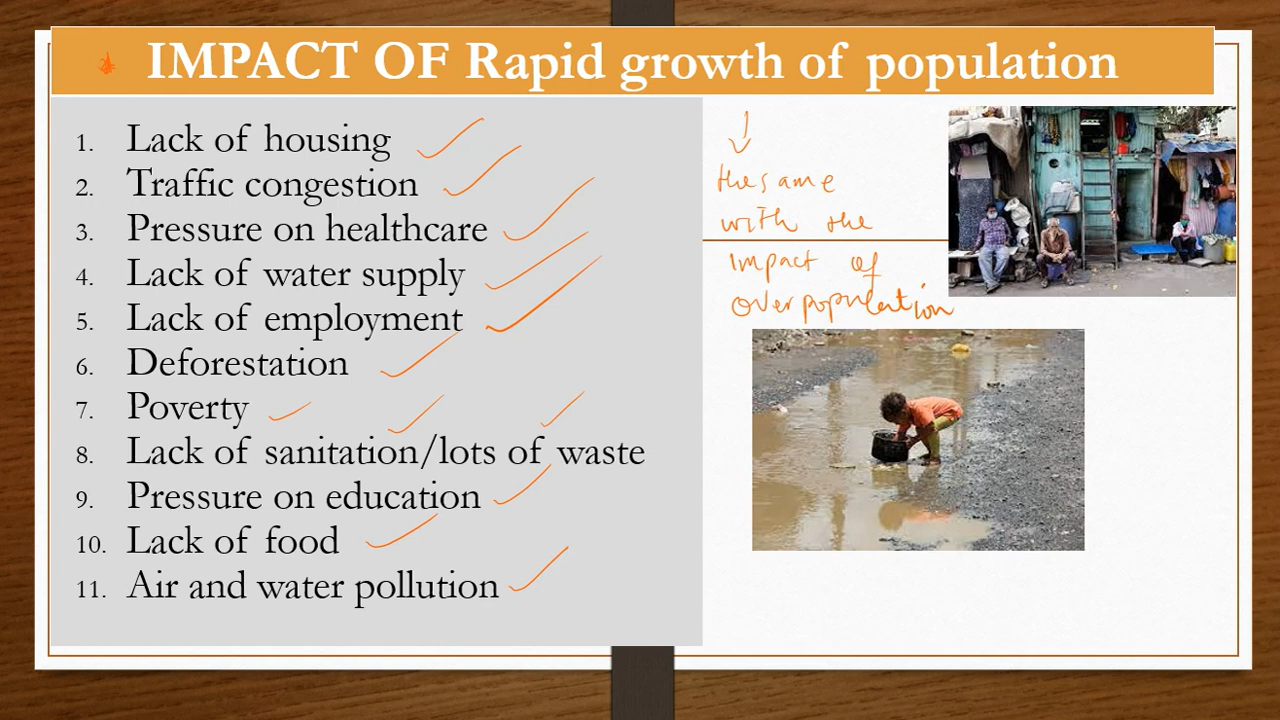 IMPACT OF Rapid growth of population
1. Lack of housing
2. Traffic congestion
3. Pressure on healthcare
4. Lack of water supply
5. Lack of employment
6. Deforestation
7. Poverty
8. Lack of sanitation/lots of waste
9. Pressure on education
10. Lack of food
11. Air and water pollution
the same
with the
impact of
overpopulation